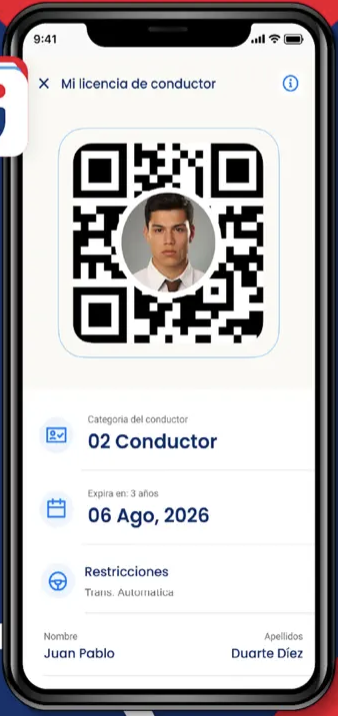 9:41
Mi licencia de conductor
Categoría del conductor
02 Conductor
Expira en: 3 años
06 Ago, 2026
Restricciones
Trans. Automatica
Nombre
Apellidos
Juan Pablo
Duarte Díez